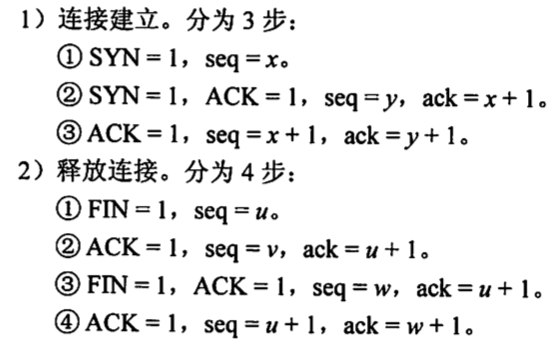 1）连接建立。分为 3 步：
① SYN = 1，seq = x。
② SYN = 1，ACK = 1，seq = y，ack = x + 1。
③ ACK = 1，seq = x + 1，ack = y + 1。
2）释放连接。分为 4 步：
① FIN = 1，seq = u。
② ACK = 1，seq = v，ack = u + 1。
③ FIN = 1，ACK = 1，seq = w，ack = u + 1。
④ ACK = 1，seq = u + 1，ack = w + 1。